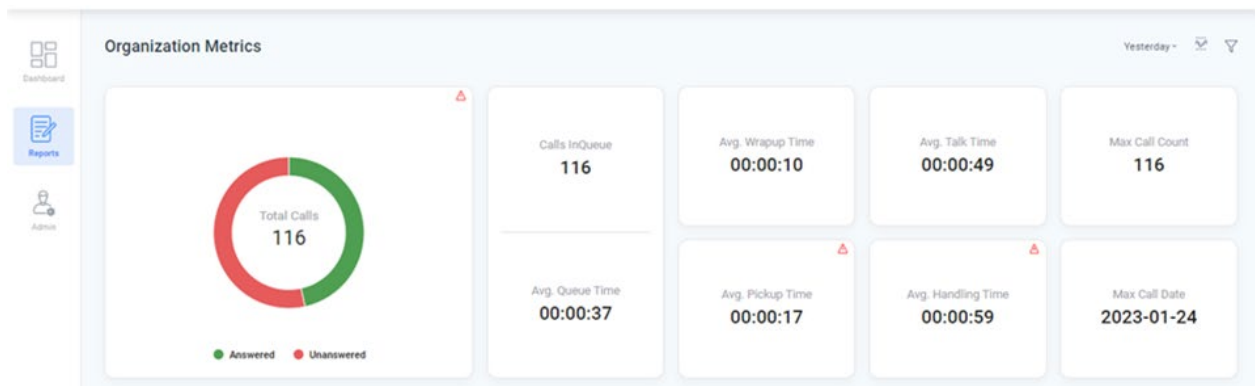 Organization Metrics
Yesterday
Dashboard
Reports
Admin
Total Calls
116
Answered
Unanswered
Calls InQueue
116
Avg. Queue Time
00:00:37
Avg. Wrapup Time
00:00:10
Avg. Talk Time
00:00:49
Max Call Count
116
Avg. Pickup Time
00:00:17
Avg. Handling Time
00:00:59
Max Call Date
2023-01-24